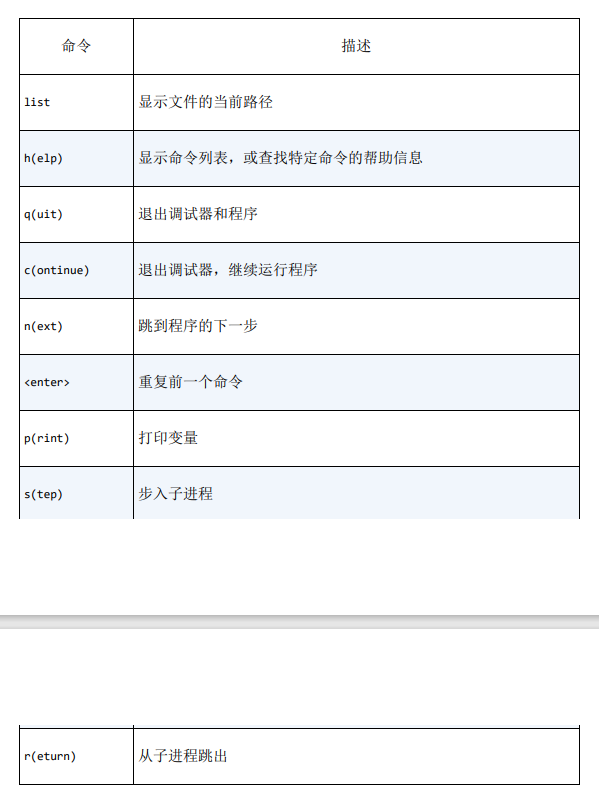 命令 描述
list 显示文件的当前路径
h(elp) 显示命令列表，或查找特定命令的帮助信息
q(uit) 退出调试器和程序
c(ontinue) 退出调试器，继续运行程序
n(ext) 跳到程序的下一步
<enter> 重复前一个命令
p(rint) 打印变量
s(tep) 步入子进程
r(eturn) 从子进程跳出